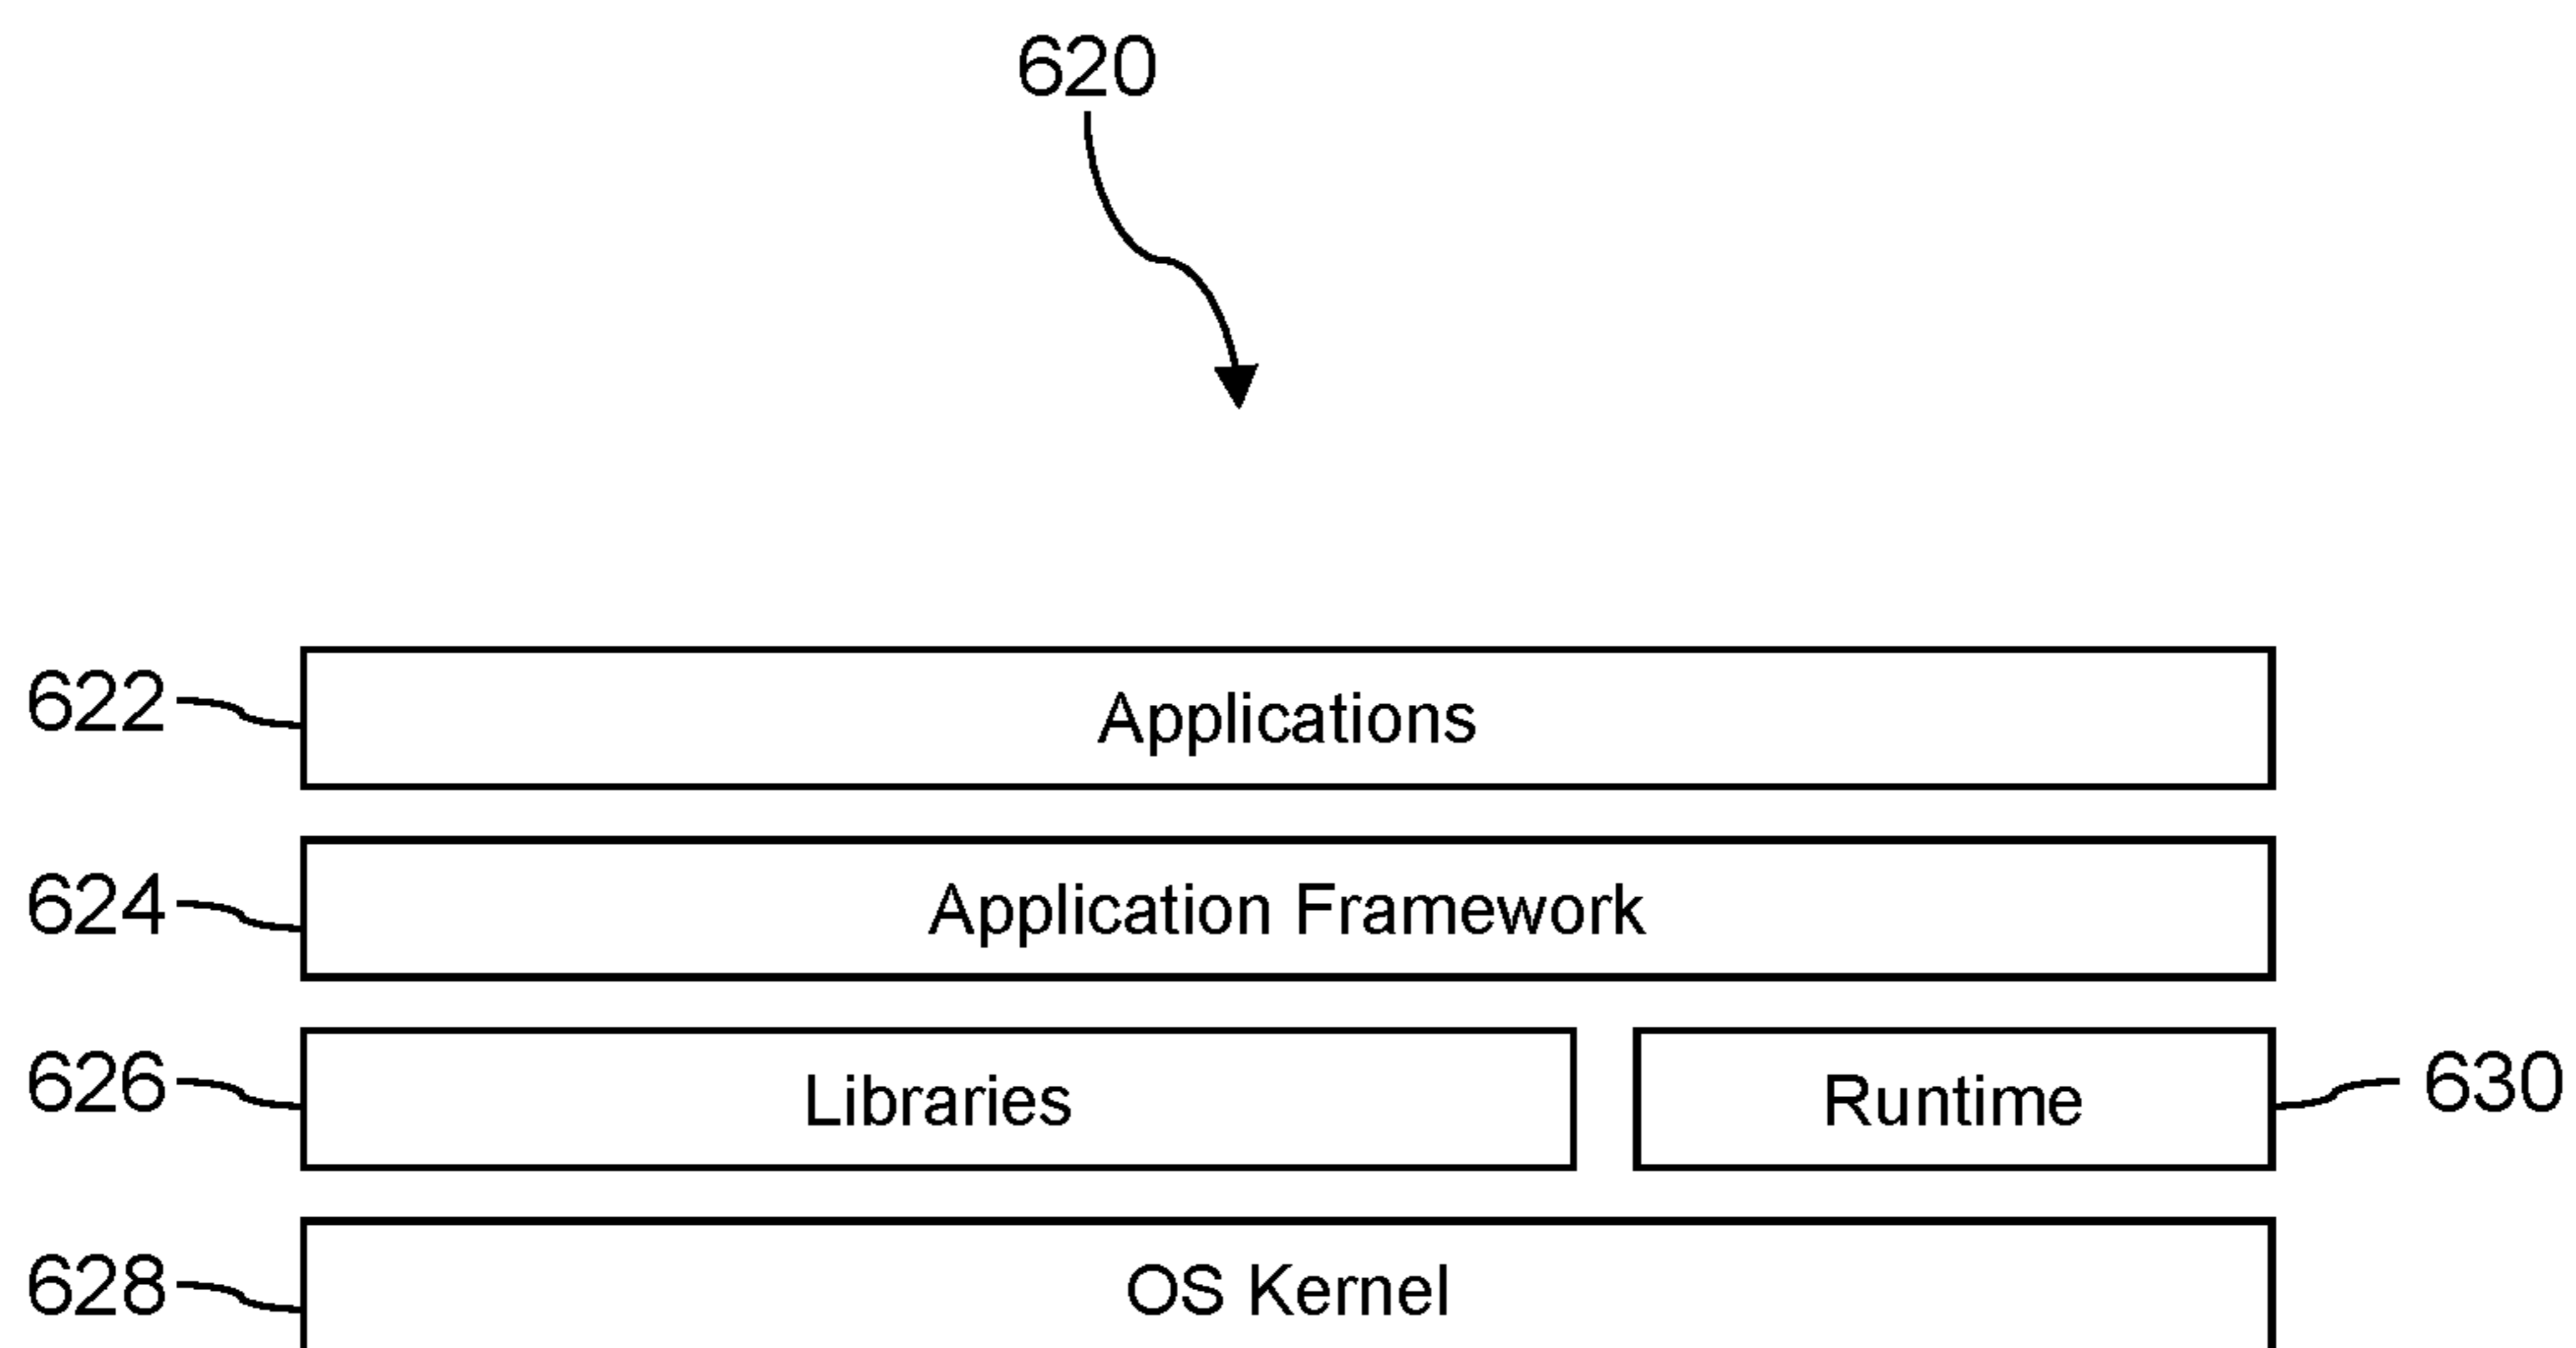 620
622 Applications
624 Application Framework
626 Libraries Runtime 630
628 OS Kernel